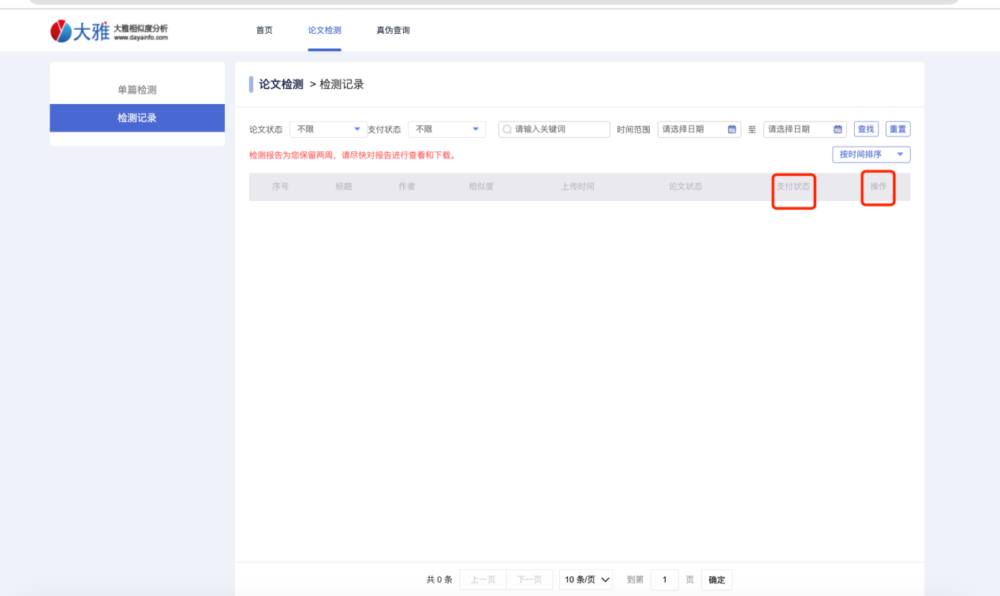 大雅 大雅相似度分析 首页 论文检测 真伪查询
www.dayainfo.com
单篇检测
检测记录
论文检测 > 检测记录
论文状态 不限 支付状态 不限 请输入关键词 时间范围 请选择日期 至 请选择日期 查找 重置
检测报告为您保留两周，请尽快对报告进行查看和下载。 按时间排序
序号 标题 作者 相似度 上传时间 论文状态 支付状态 操作
共 0 条 上一页 下一页 10 条/页 到第 1 页 确定